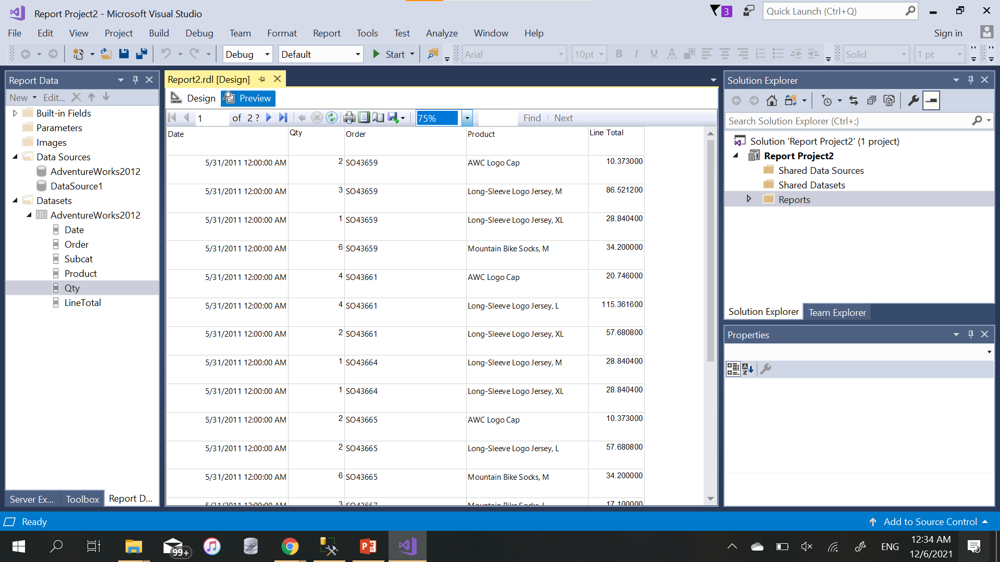 Report Project2 - Microsoft Visual Studio
3
Quick Launch (Ctrl+Q)
File Edit View Project Build Debug Team Format Report Tools Test Analyze Window Help
Sign in
Debug Default Start Arial 10pt B I U A Solid 1 pt
Report Data
New Edit...
Built-in Fields
Parameters
Images
Data Sources
AdventureWorks2012
DataSource1
Datasets
AdventureWorks2012
Date
Order
Subcat
Product
Qty
LineTotal
Server Ex... Toolbox Report D...
Report2.rdl [Design]
Design Preview
1 of 2 ? 75% Find Next
Date Qty Order Product Line Total
5/31/2011 12:00:00 AM 2 SO43659 AWC Logo Cap 10.373000
5/31/2011 12:00:00 AM 3 SO43659 Long-Sleeve Logo Jersey, M 86.521200
5/31/2011 12:00:00 AM 1 SO43659 Long-Sleeve Logo Jersey, XL 28.840400
5/31/2011 12:00:00 AM 6 SO43659 Mountain Bike Socks, M 34.200000
5/31/2011 12:00:00 AM 4 SO43661 AWC Logo Cap 20.746000
5/31/2011 12:00:00 AM 4 SO43661 Long-Sleeve Logo Jersey, L 115.361600
5/31/2011 12:00:00 AM 2 SO43661 Long-Sleeve Logo Jersey, XL 57.680800
5/31/2011 12:00:00 AM 1 SO43664 Long-Sleeve Logo Jersey, M 28.840400
5/31/2011 12:00:00 AM 1 SO43664 Long-Sleeve Logo Jersey, XL 28.840400
5/31/2011 12:00:00 AM 2 SO43665 AWC Logo Cap 10.373000
5/31/2011 12:00:00 AM 2 SO43665 Long-Sleeve Logo Jersey, L 57.680800
5/31/2011 12:00:00 AM 6 SO43665 Mountain Bike Socks, M 34.200000
5/31/2011 12:00:00 AM 3 SO43667 Mountain Bike Socks, L 17.100000
Solution Explorer
Search Solution Explorer (Ctrl+;)
Solution 'Report Project2' (1 project)
Report Project2
Shared Data Sources
Shared Datasets
Reports
Solution Explorer Team Explorer
Properties
Ready
Add to Source Control
99+
ENG
12:34 AM
12/6/2021